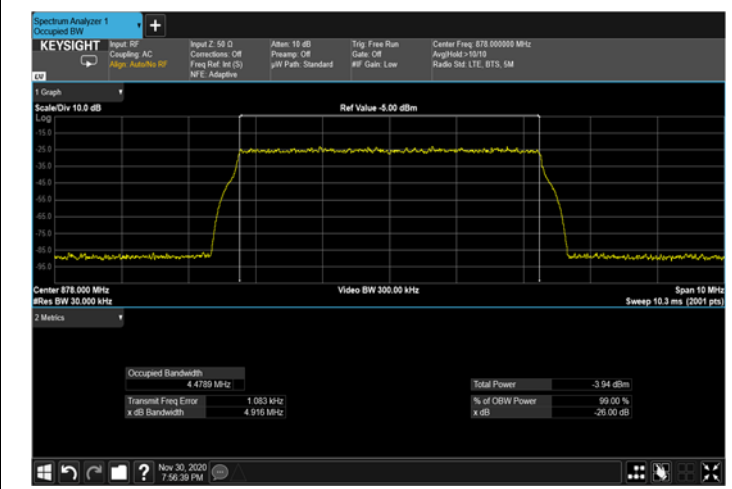 Spectrum Analyzer 1
Occupied BW
KEYSIGHT
Input: RF
Coupling: AC
Align: Auto/No RF
Input Z: 50 Ω
Corrections: Off
Freq Ref: Int (S)
NFE: Adaptive
Atten: 10 dB
Preamp: Off
µW Path: Standard
Trig: Free Run
Gate: Off
#IF Gain: Low
Center Freq: 878.000000 MHz
Avg|Hold:>10/10
Radio Std: LTE, BTS, 5M
1 Graph
Scale/Div 10.0 dB
Ref Value -5.00 dBm
Log
-15.0
-25.0
-35.0
-45.0
-55.0
-65.0
-75.0
-85.0
-95.0
Center 878.000 MHz
Video BW 300.00 kHz
Span 10 MHz
#Res BW 30.000 kHz
Sweep 10.3 ms (2001 pts)
2 Metrics
Occupied Bandwidth
4.4789 MHz
Total Power -3.94 dBm
Transmit Freq Error 1.083 kHz
% of OBW Power 99.00 %
x dB Bandwidth 4.916 MHz
x dB -26.00 dB
?
Nov 30, 2020
7:56:39 PM